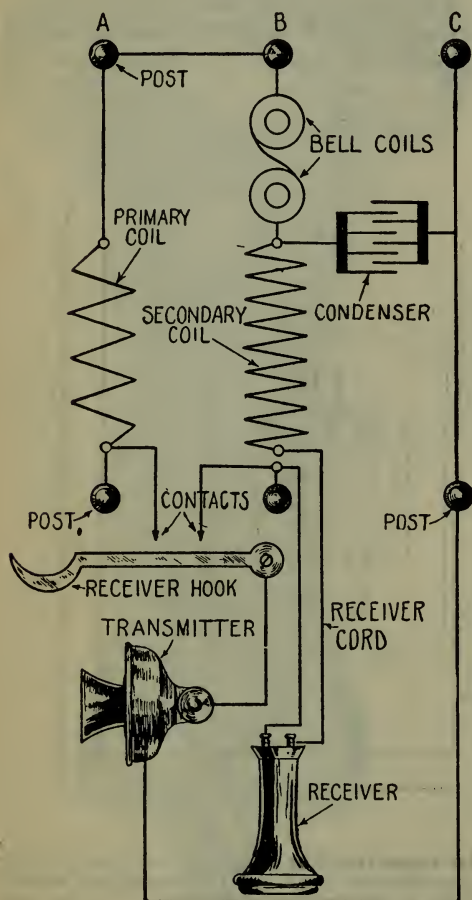 A B C
POST
BELL COILS
PRIMARY
COIL
SECONDARY
COIL
CONDENSER
POST
CONTACTS
POST
RECEIVER HOOK
TRANSMITTER
RECEIVER
CORD
RECEIVER